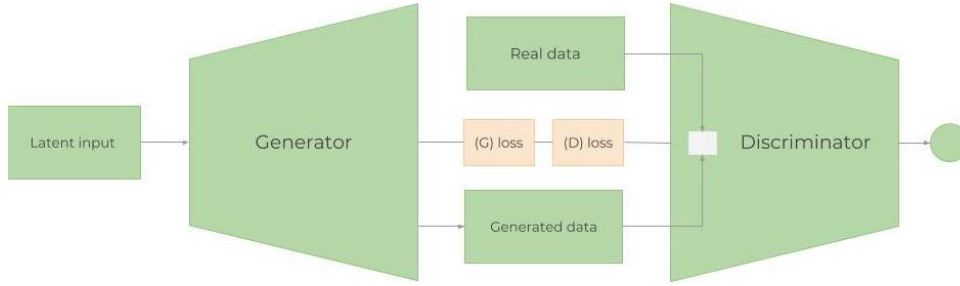 Latent input
Generator
Real data
(G) loss
(D) loss
Generated data
Discriminator